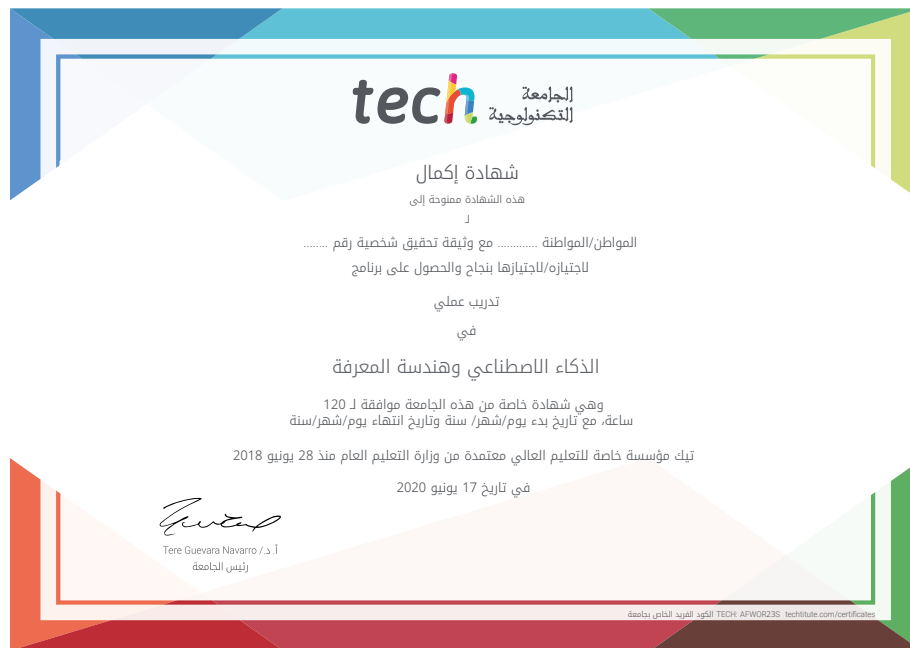 tech الجامعة
التكنولوجية
شهادة إكمال
هذه الشهادة ممنوحة إلى
لـ
المواطن/المواطنة ............. مع وثيقة تحقيق شخصية رقم ........
لاجتيازه/لاجتيازها بنجاح والحصول على برنامج
تدريب عملي
في
الذكاء الاصطناعي وهندسة المعرفة
وهي شهادة خاصة من هذه الجامعة موافقة لـ 120
ساعة، مع تاريخ بدء يوم/شهر/ سنة وتاريخ انتهاء يوم/شهر/سنة
تيك مؤسسة خاصة للتعليم العالي معتمدة من وزارة التعليم العام منذ 28 يونيو 2018
في تاريخ 17 يونيو 2020
أ. د./ Tere Guevara Navarro
رئيس الجامعة
الكود الفريد الخاص بجامعة TECH: AFWOR23S techtitute.com/certificates